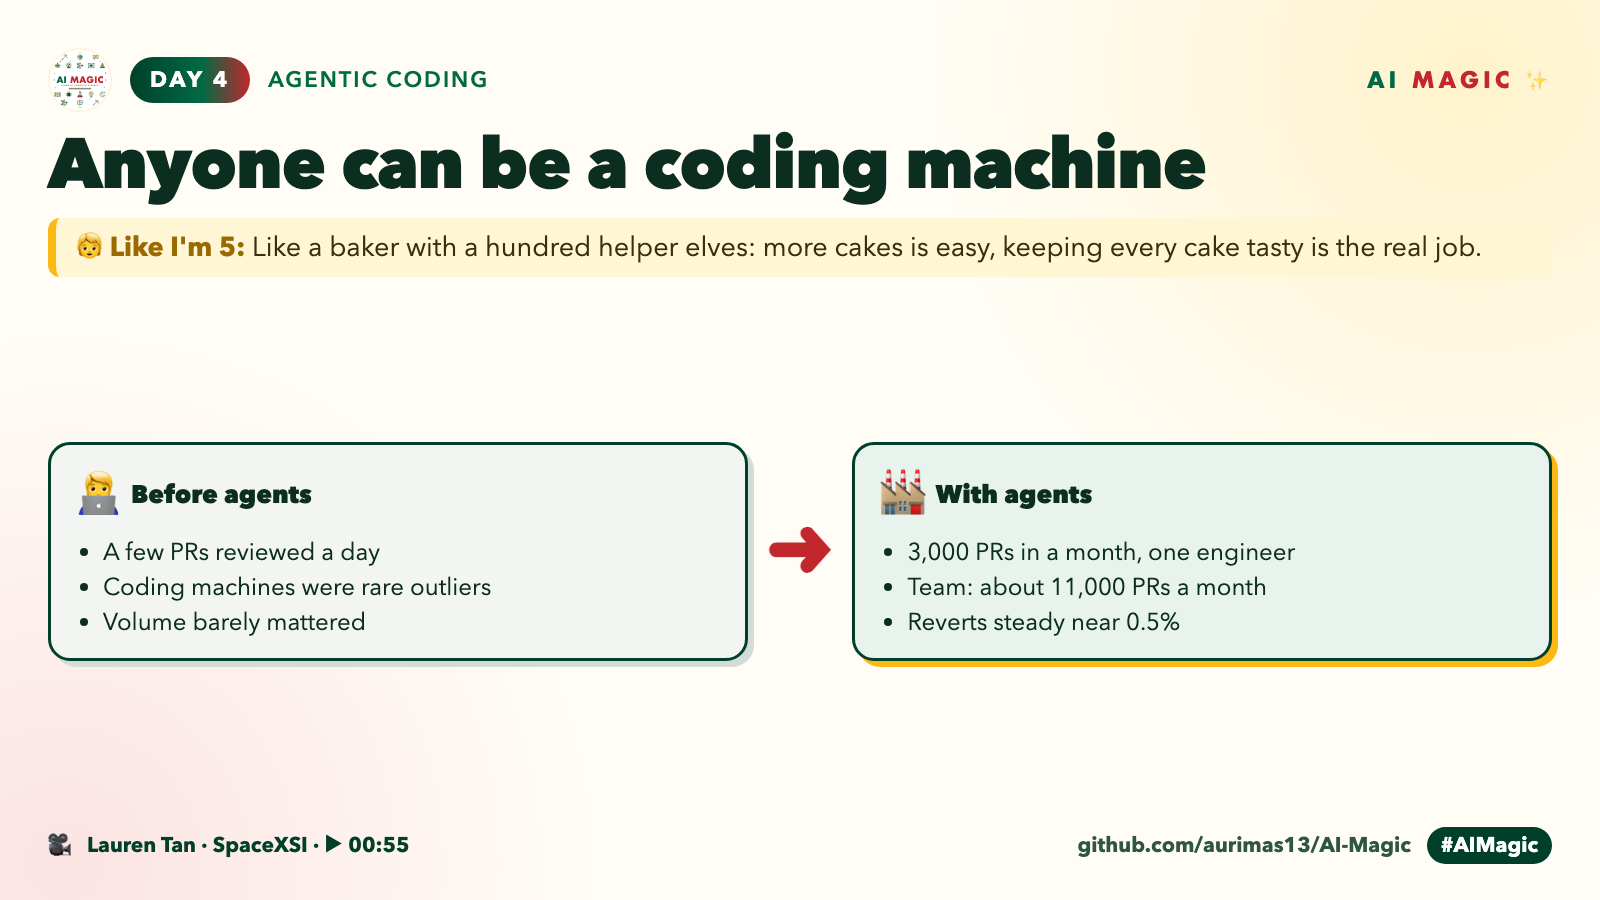 AI MAGIC
DAY 4
AGENTIC CODING
AI MAGIC ✨
Anyone can be a coding machine
Like I'm 5: Like a baker with a hundred helper elves: more cakes is easy, keeping every cake tasty is the real job.
Before agents
• A few PRs reviewed a day
• Coding machines were rare outliers
• Volume barely mattered
With agents
• 3,000 PRs in a month, one engineer
• Team: about 11,000 PRs a month
• Reverts steady near 0.5%
Lauren Tan · SpaceXSI · ▶ 00:55
github.com/aurimas13/AI-Magic
#AIMagic